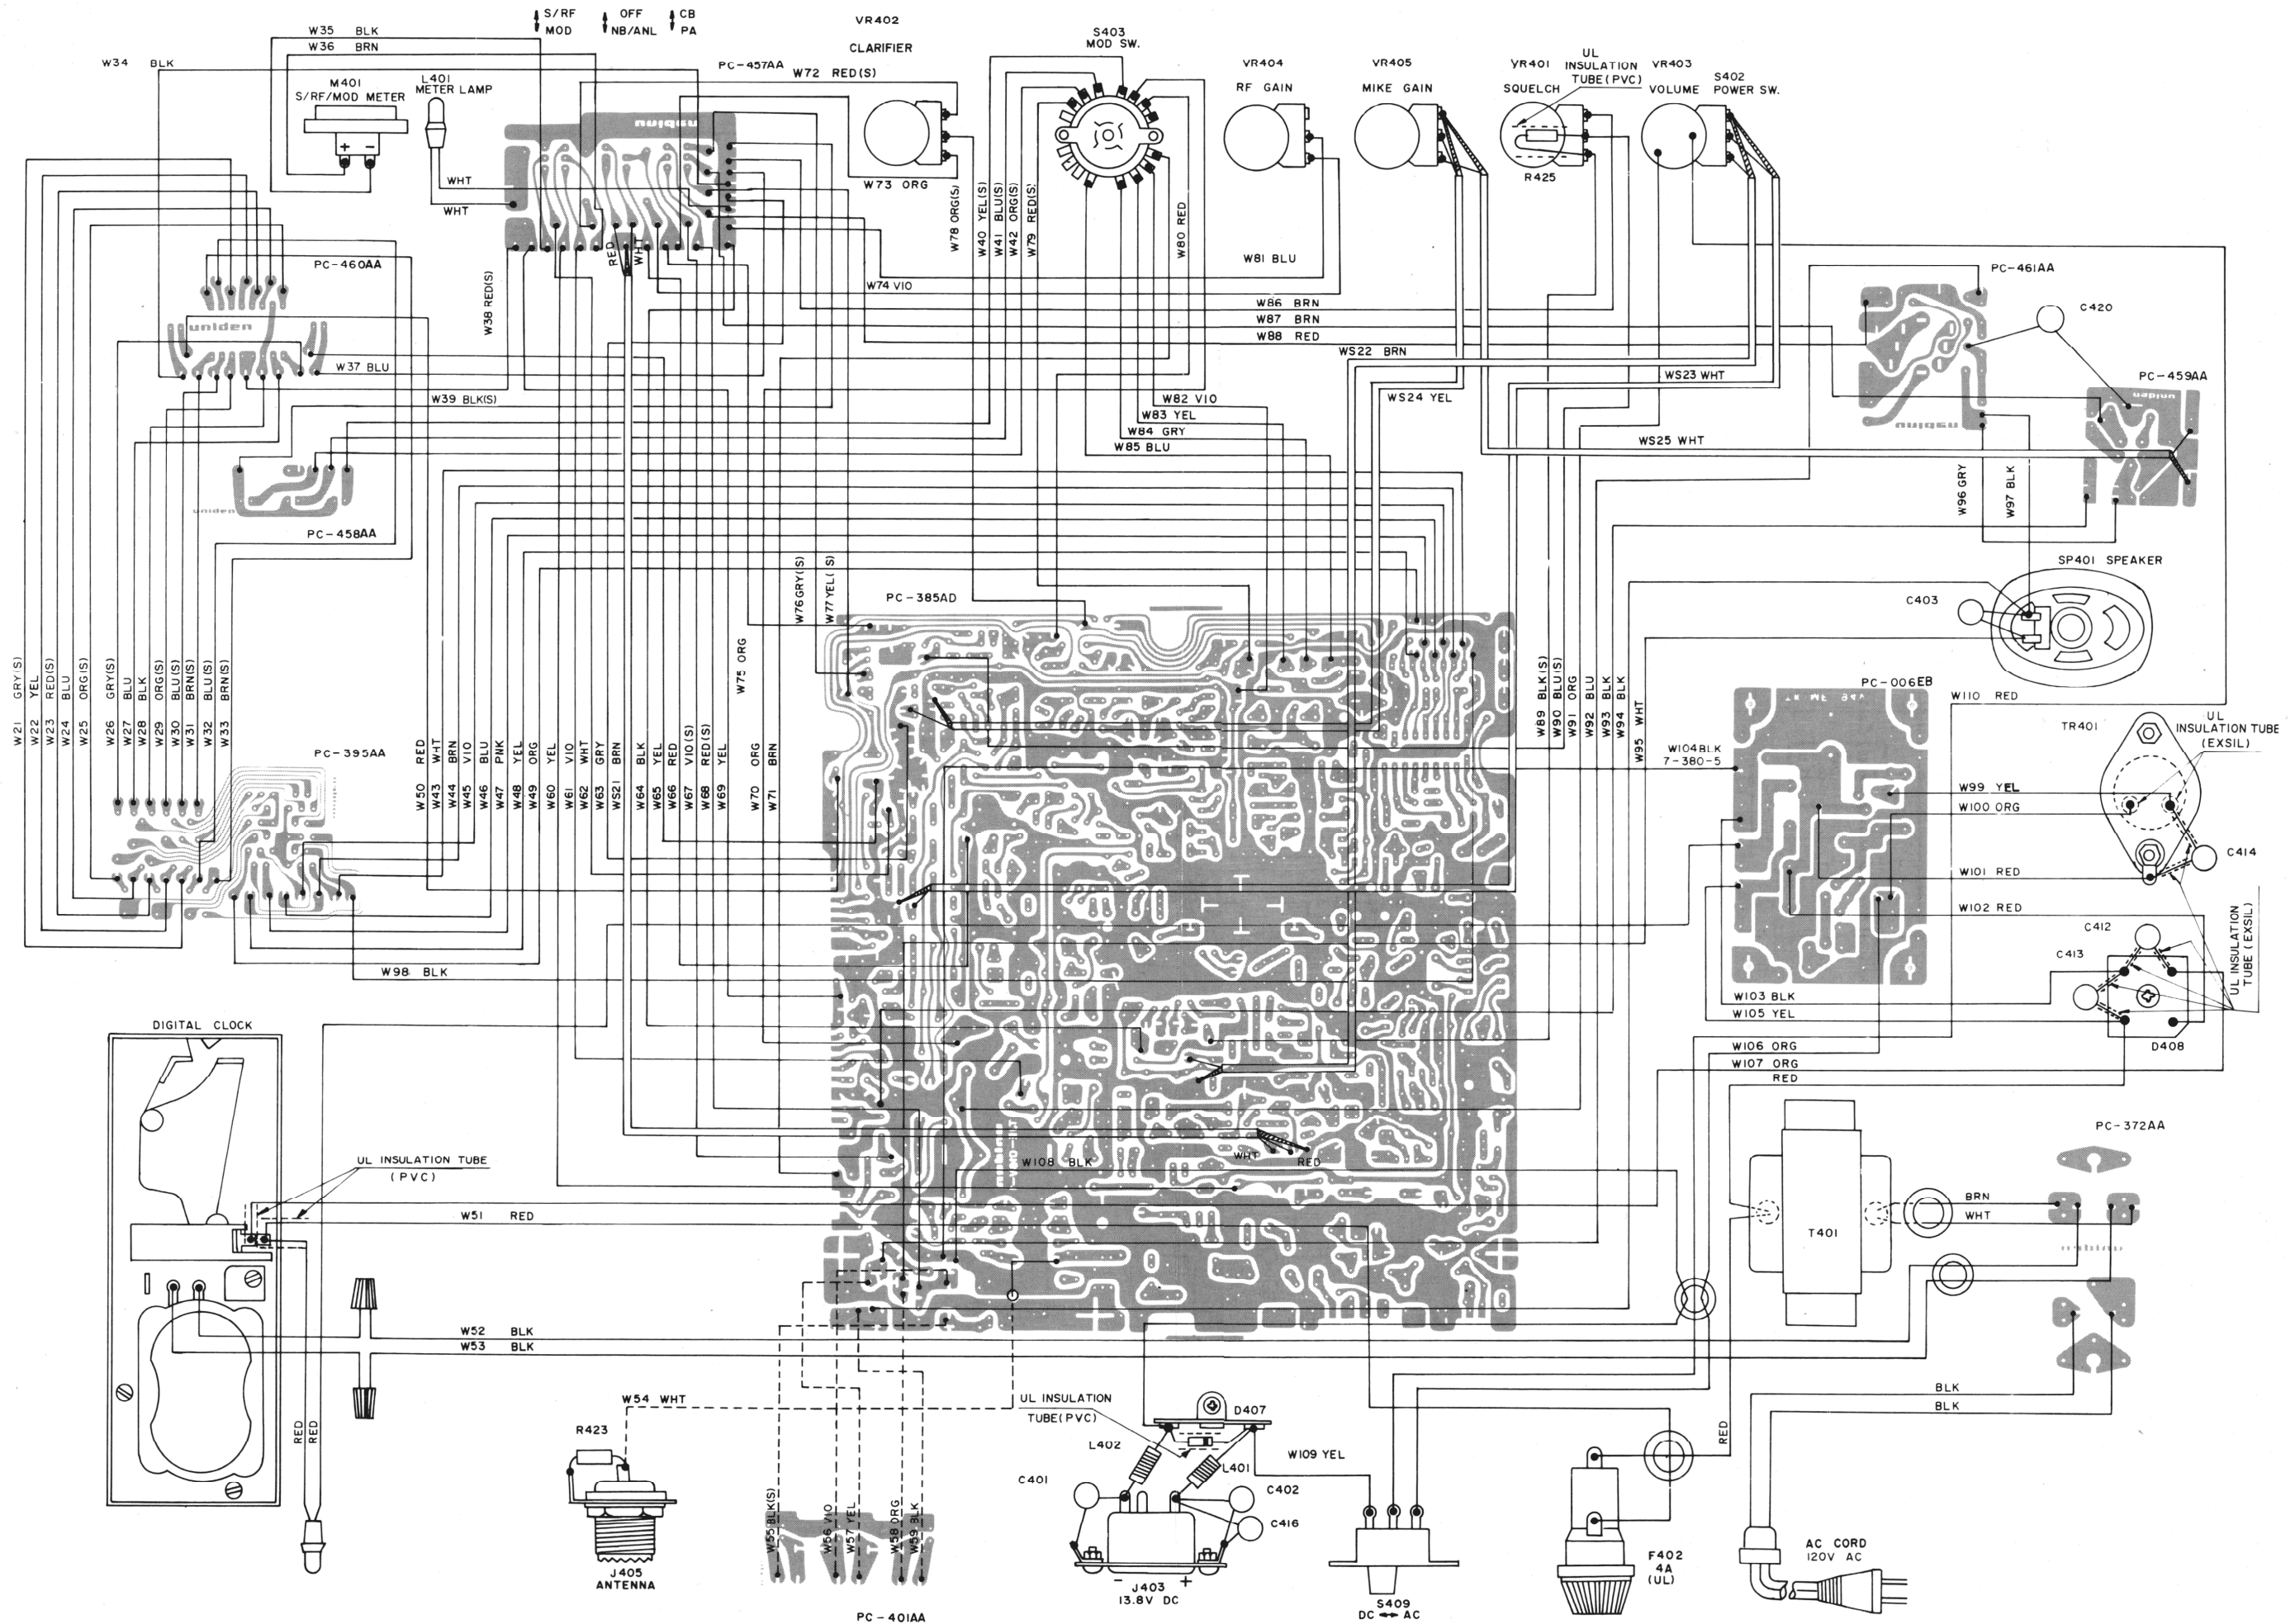 S/RF
MOD
OFF
NB/ANL
CB
PA
VR402
CLARIFIER
S403
MOD SW.
W35 BLK
W36 BRN
W34 BLK
M401
S/RF/MOD METER
+ -
L401
METER LAMP
PC-457AA
W72 RED(S)
VR404
RF GAIN
VR405
MIKE GAIN
VR401
SQUELCH
UL
INSULATION
TUBE(PVC)
VR403
VOLUME
S402
POWER SW.
R425
uniden
WHT
WHT
W73 ORG
W78 ORG(S)
W40 YEL(S)
W41 BLU(S)
W42 ORG(S)
W79 RED(S)
W80 RED
RED
WHT
W81 BLU
W74 VIO
W86 BRN
W87 BRN
W88 RED
WS22 BRN
WS23 WHT
WS24 YEL
WS25 WHT
PC-460AA
uniden
W37 BLU
W38 RED(S)
W39 BLK(S)
W82 VIO
W83 YEL
W84 GRY
W85 BLU
PC-461AA
C420
uniden
PC-459AA
uniden
W96 GRY
W97 BLK
uniden
PC-458AA
SP401 SPEAKER
C403
W76 GRY(S)
W77 YEL(S)
PC-385AD
W21 GRY(S)
W22 YEL
W23 RED(S)
W24 BLU
W25 ORG(S)
W26 GRY(S)
W27 BLU
W28 BLK
W29 ORG(S)
W30 BLU(S)
W31 BRN(S)
W32 BLU(S)
W33 BRN(S)
PC-395AA
W50 RED
W43 WHT
W44 BRN
W45 VIO
W46 BLU
W47 PNK
W48 YEL
W49 ORG
W60 YEL
W61 VIO
W62 WHT
W63 GRY
WS21 BRN
W64 BLK
W65 YEL
W66 RED
W67 VIO(S)
W68 RED(S)
W69 YEL
W75 ORG
W70 ORG
W71 BRN
W89 BLK(S)
W90 BLU(S)
W91 ORG
W92 BLU
W93 BLK
W94 BLK
W95 WHT
PC-006EB
W110 RED
W104 BLK
7-380-5
TR401
UL
INSULATION TUBE
(EXSIL)
W99 YEL
W100 ORG
C414
W101 RED
W102 RED
C412
C413
UL INSULATION
TUBE (EXSIL)
W103 BLK
W105 YEL
D408
W106 ORG
W107 ORG
RED
W98 BLK
DIGITAL CLOCK
UL INSULATION TUBE
(PVC)
W51 RED
W108 BLK
WHT
RED
T401
PC-372AA
BRN
WHT
uniden
W52 BLK
W53 BLK
RED
RED
W54 WHT
R423
J405
ANTENNA
W55 BLK(S)
W56 VIO
W57 YEL
W58 ORG
W59 BLK
PC-401AA
UL INSULATION
TUBE(PVC)
D407
L402
L401
C401
C402
C416
W109 YEL
J403
- +
13.8V DC
S409
DC ↔ AC
F402
4A
(UL)
RED
BLK
BLK
AC CORD
120V AC